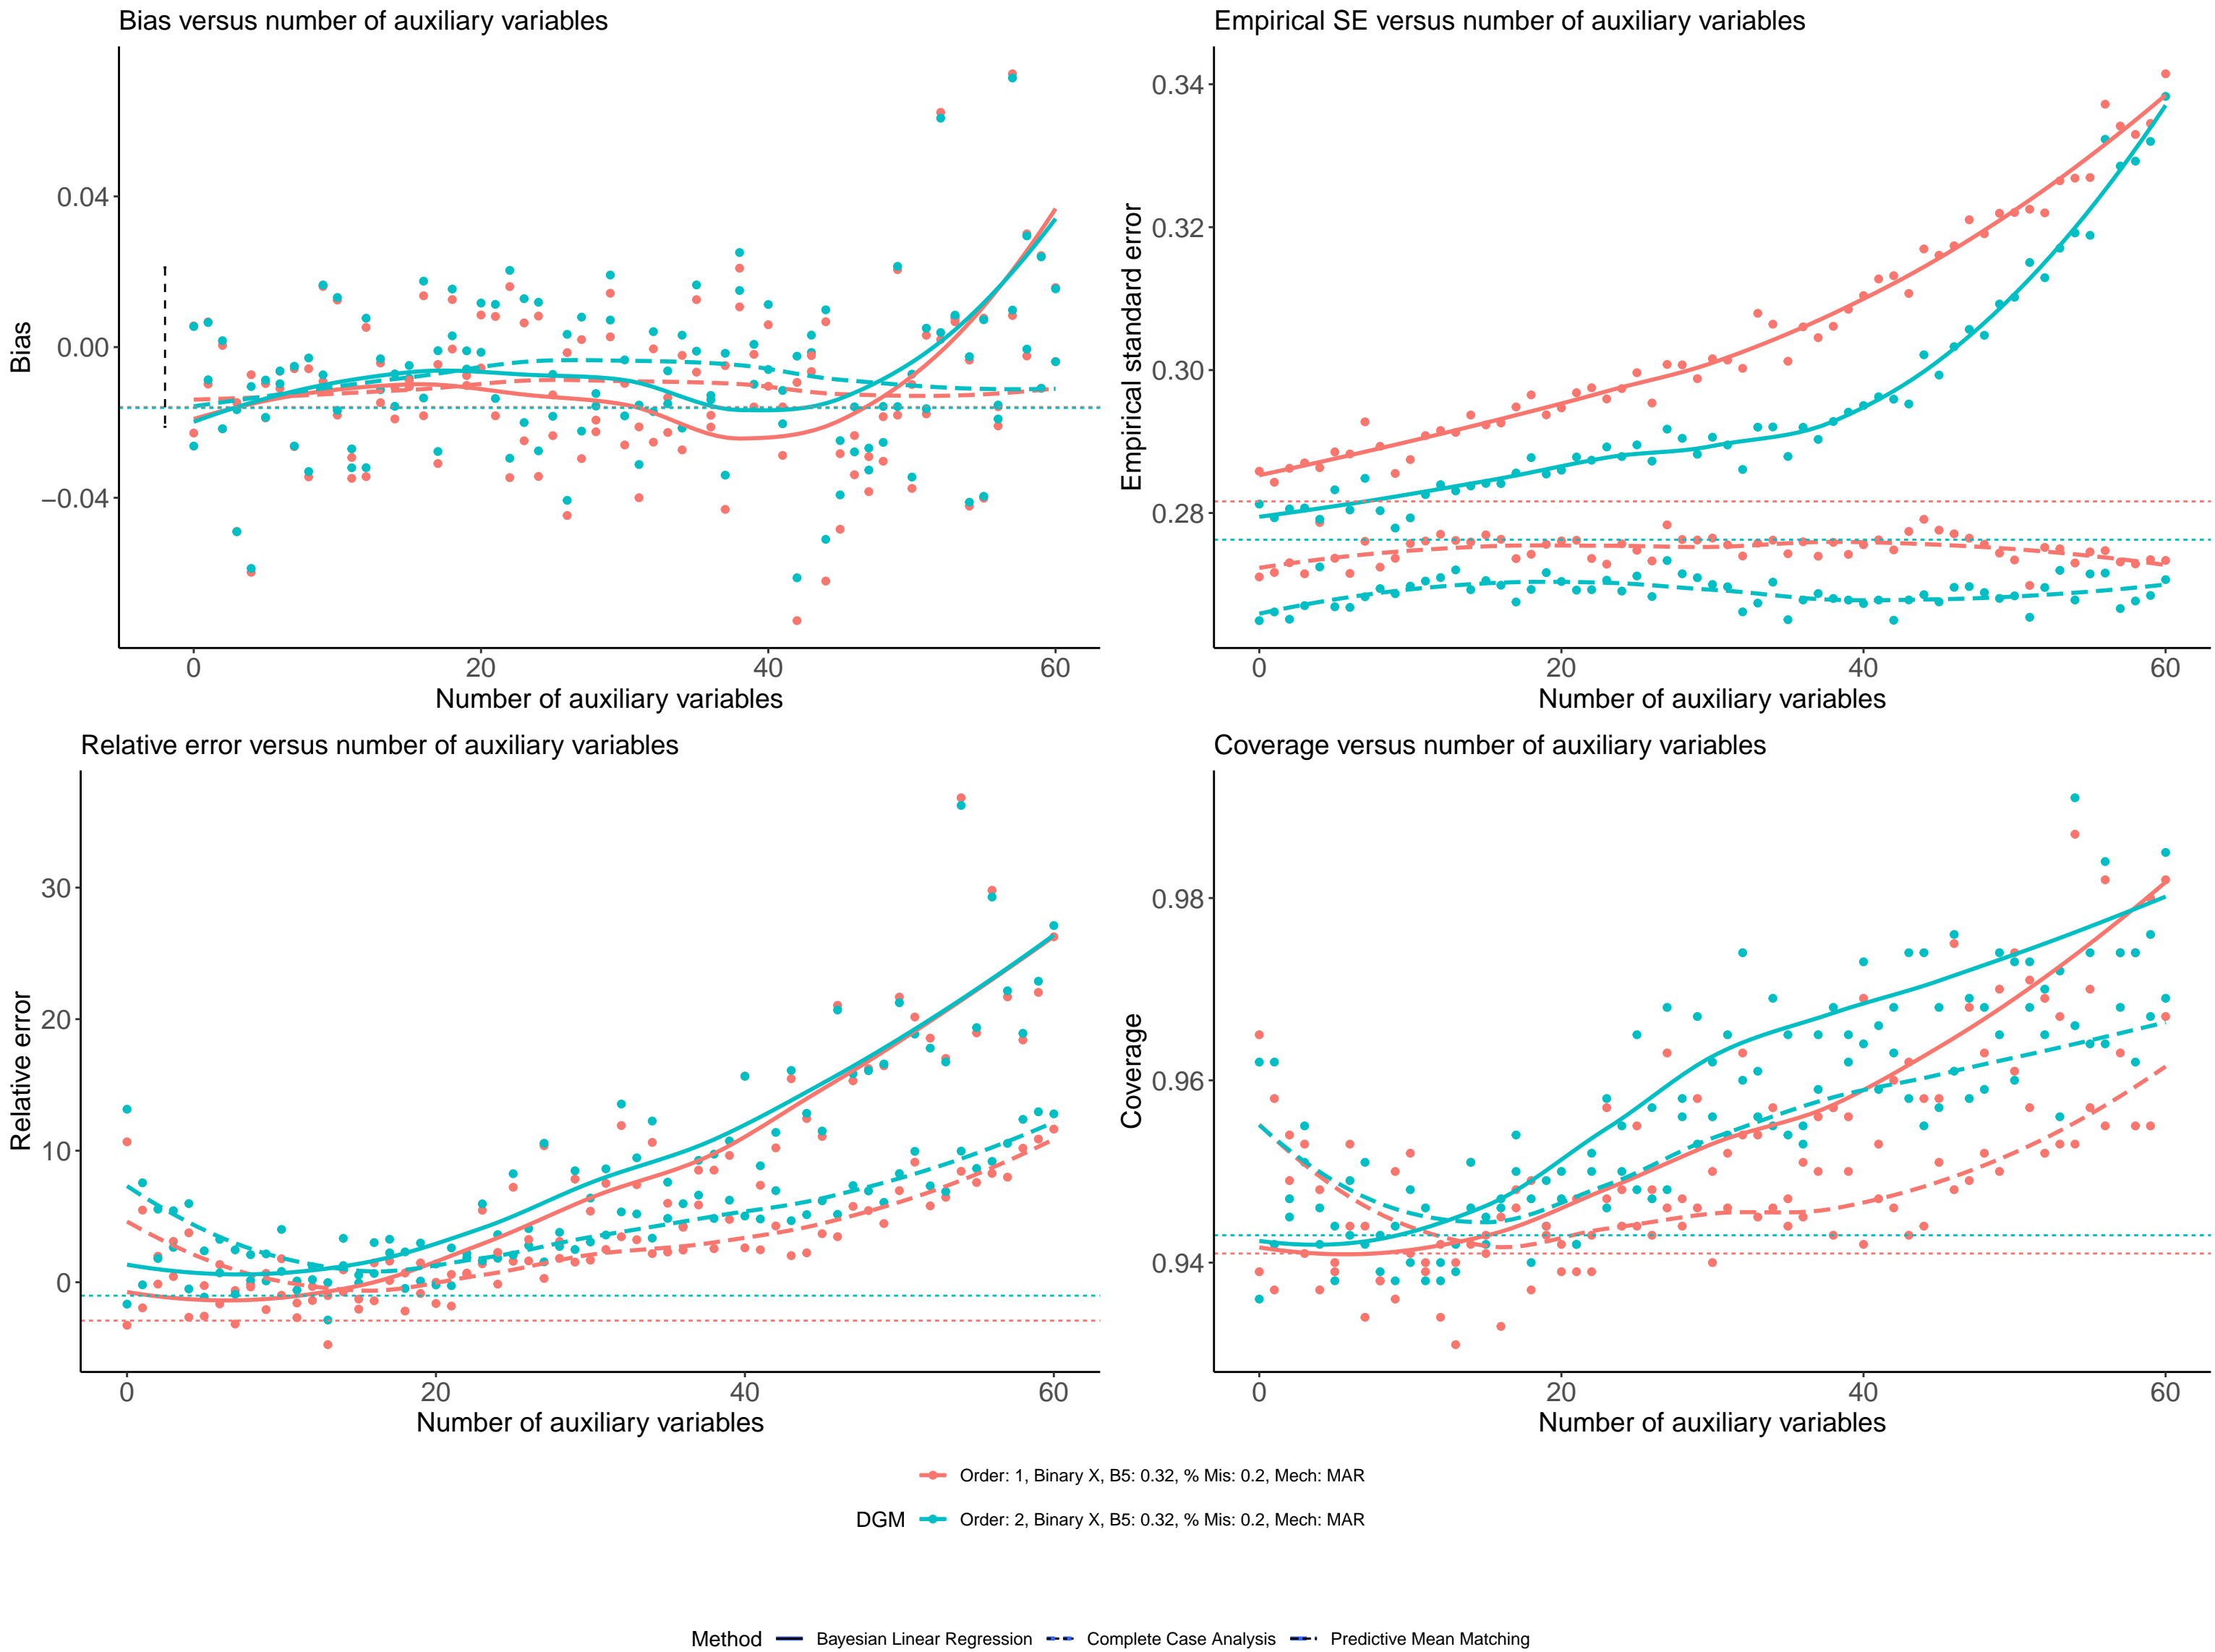 Bias versus number of auxiliary variables
Bias
0.04
0.00
−0.04
0 20 40 60
Number of auxiliary variables
Empirical SE versus number of auxiliary variables
Empirical standard error
0.34
0.32
0.30
0.28
0 20 40 60
Number of auxiliary variables
Relative error versus number of auxiliary variables
Relative error
30
20
10
0
0 20 40 60
Number of auxiliary variables
Coverage versus number of auxiliary variables
Coverage
0.98
0.96
0.94
0 20 40 60
Number of auxiliary variables
DGM
Order: 1, Binary X, B5: 0.32, % Mis: 0.2, Mech: MAR
Order: 2, Binary X, B5: 0.32, % Mis: 0.2, Mech: MAR
Method Bayesian Linear Regression Complete Case Analysis Predictive Mean Matching